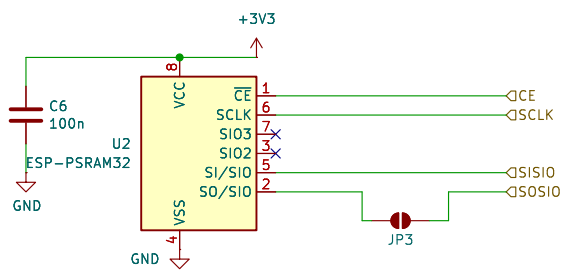 +3V3
8
VCC
C6
100n
CE
1
CE
SCLK
6
SCLK
SIO3
7
U2
SIO2
3
ESP-PSRAM32
SI/SIO
5
SISIO
SO/SIO
2
SOSIO
GND
VSS
4
JP3
GND